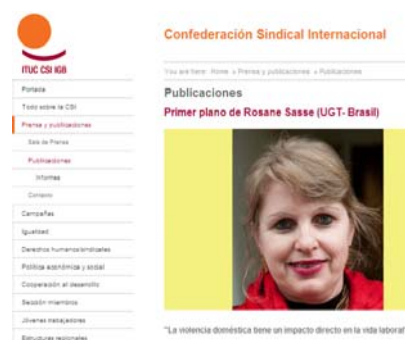 ITUC CSI IGB
Portada
Todo sobre la CSI
Prensa y publicaciones
Sala de Prensa
Publicaciones
Informes
Contacto
Campañas
Igualdad
Derechos humanos/sindicales
Política económica y social
Cooperación al desarrollo
Sección miembros
Jóvenes trabajadores
Estructuras regionales
Confederación Sindical Internacional
You are here: Home » Prensa y publicaciones » Publicaciones
Publicaciones
Primer plano de Rosane Sasse (UGT- Brasil)
"La violencia doméstica tiene un impacto directo en la vida laboral"